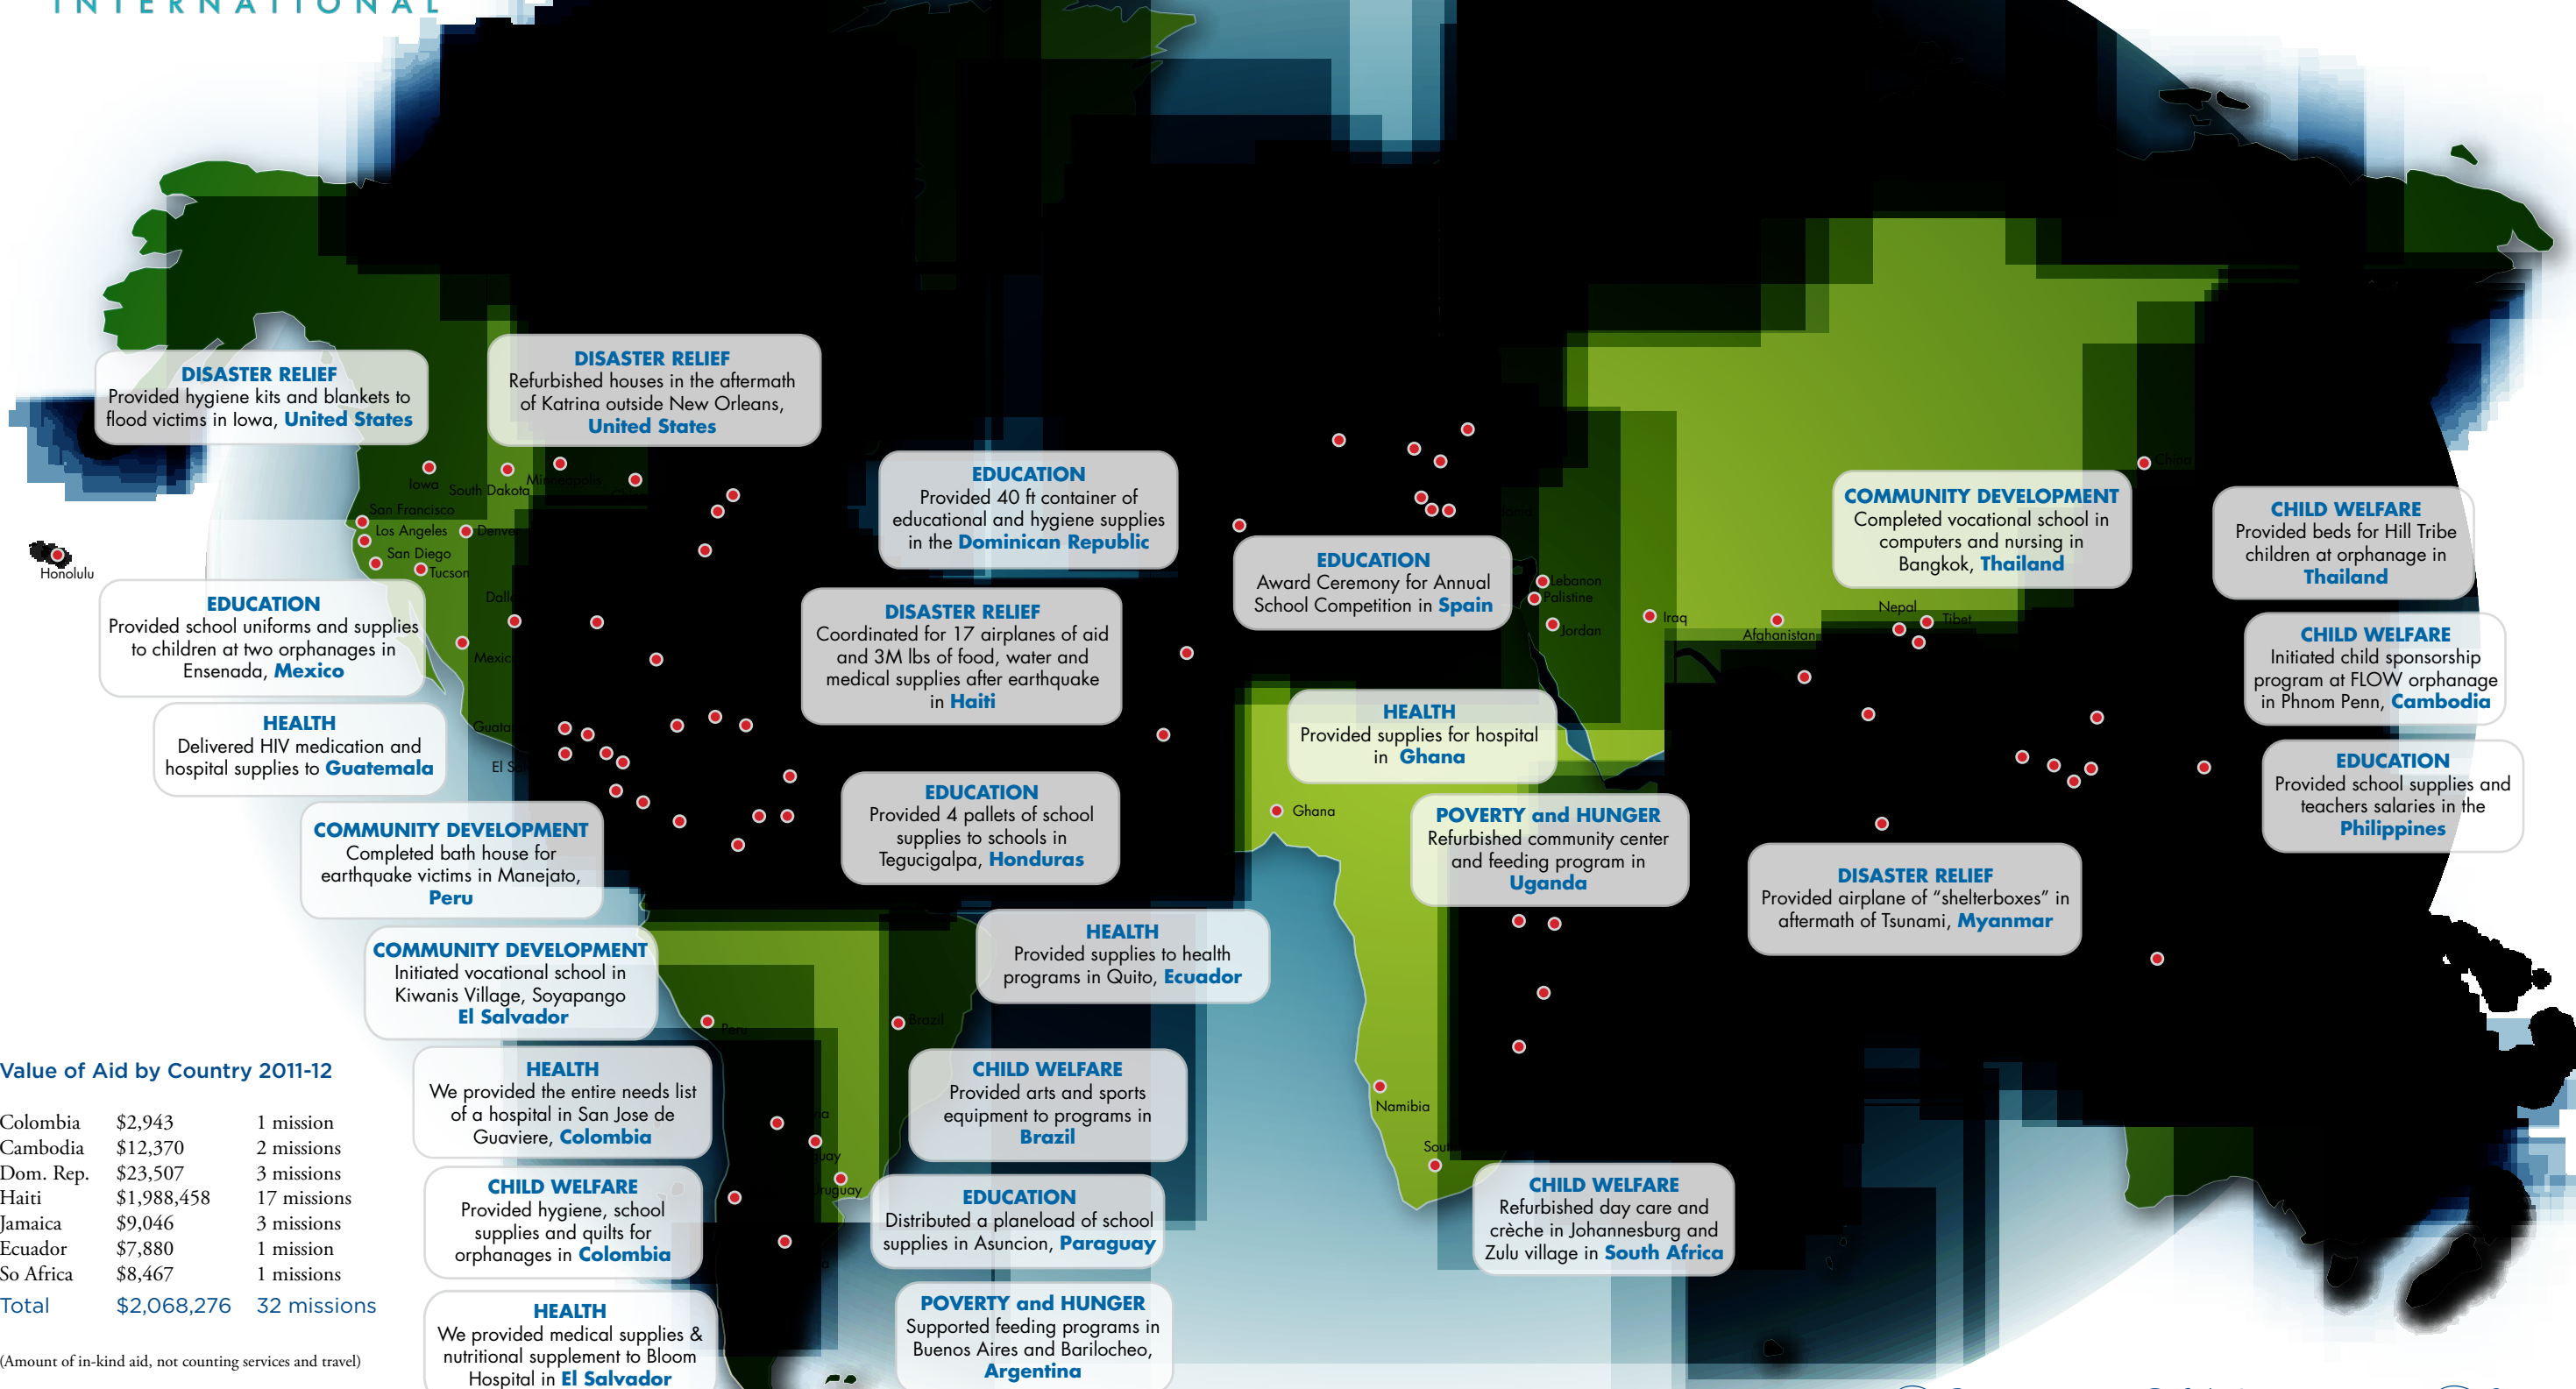 INTERNATIONAL
DISASTER RELIEF
Provided hygiene kits and blankets to
flood victims in Iowa, United States
DISASTER RELIEF
Refurbished houses in the aftermath
of Katrina outside New Orleans,
United States
EDUCATION
Provided 40 ft container of
educational and hygiene supplies
in the Dominican Republic
EDUCATION
Award Ceremony for Annual
School Competition in Spain
COMMUNITY DEVELOPMENT
Completed vocational school in
computers and nursing in
Bangkok, Thailand
CHILD WELFARE
Provided beds for Hill Tribe
children at orphanage in
Thailand
Iowa
South Dakota
Minneapolis
San Francisco
Los Angeles
Denver
San Diego
Tucson
Honolulu
China
Lebanon
Palistine
Jordan
Iraq
Afghanistan
Nepal
Tibet
EDUCATION
Provided school uniforms and supplies
to children at two orphanages in
Ensenada, Mexico
DISASTER RELIEF
Coordinated for 17 airplanes of aid
and 3M lbs of food, water and
medical supplies after earthquake
in Haiti
CHILD WELFARE
Initiated child sponsorship
program at FLOW orphanage
in Phnom Penn, Cambodia
HEALTH
Delivered HIV medication and
hospital supplies to Guatemala
HEALTH
Provided supplies for hospital
in Ghana
EDUCATION
Provided school supplies and
teachers salaries in the
Philippines
EDUCATION
Provided 4 pallets of school
supplies to schools in
Tegucigalpa, Honduras
Ghana
POVERTY and HUNGER
Refurbished community center
and feeding program in
Uganda
COMMUNITY DEVELOPMENT
Completed bath house for
earthquake victims in Manejato,
Peru
DISASTER RELIEF
Provided airplane of “shelterboxes” in
aftermath of Tsunami, Myanmar
HEALTH
Provided supplies to health
programs in Quito, Ecuador
COMMUNITY DEVELOPMENT
Initiated vocational school in
Kiwanis Village, Soyapango
El Salvador
Peru
Brazil
HEALTH
We provided the entire needs list
of a hospital in San Jose de
Guaviere, Colombia
CHILD WELFARE
Provided arts and sports
equipment to programs in
Brazil
Namibia
Uruguay
CHILD WELFARE
Provided hygiene, school
supplies and quilts for
orphanages in Colombia
EDUCATION
Distributed a planeload of school
supplies in Asuncion, Paraguay
CHILD WELFARE
Refurbished day care and
crèche in Johannesburg and
Zulu village in South Africa
HEALTH
We provided medical supplies &
nutritional supplement to Bloom
Hospital in El Salvador
POVERTY and HUNGER
Supported feeding programs in
Buenos Aires and Barilocheo,
Argentina
Value of Aid by Country 2011-12
Colombia $2,943 1 mission
Cambodia $12,370 2 missions
Dom. Rep. $23,507 3 missions
Haiti $1,988,458 17 missions
Jamaica $9,046 3 missions
Ecuador $7,880 1 mission
So Africa $8,467 1 missions
Total $2,068,276 32 missions
(Amount of in-kind aid, not counting services and travel)